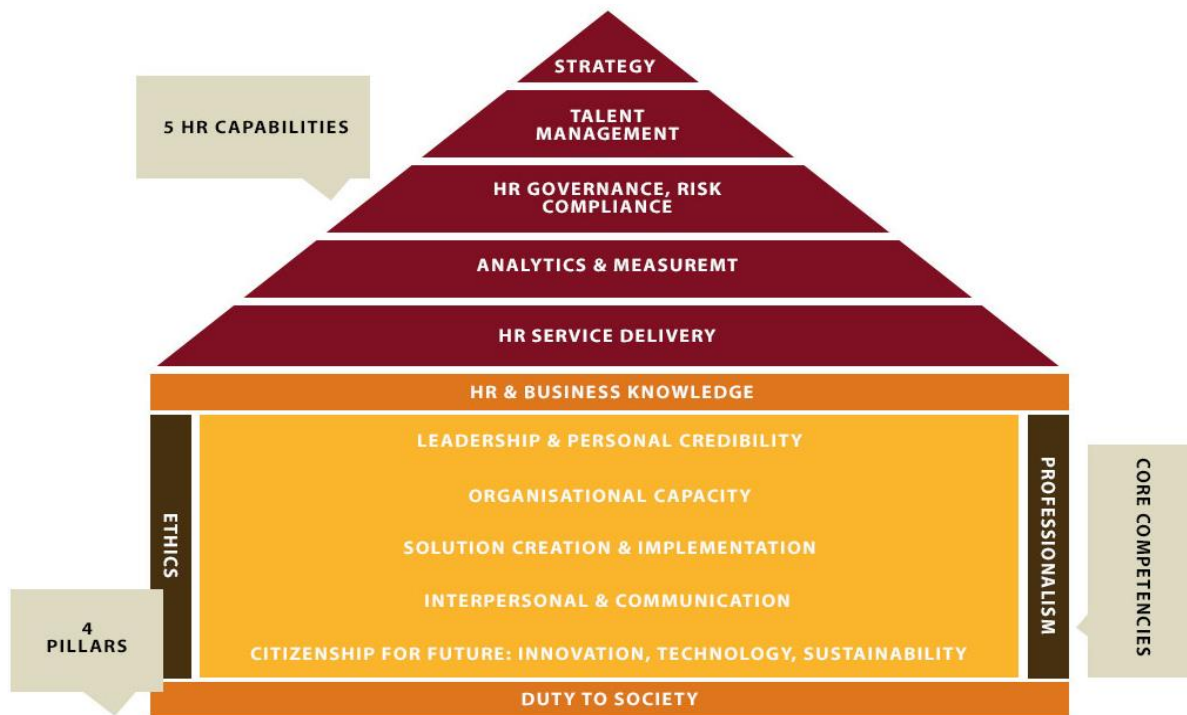 STRATEGY
5 HR CAPABILITIES
TALENT
MANAGEMENT
HR GOVERNANCE, RISK
COMPLIANCE
ANALYTICS & MEASUREMT
HR SERVICE DELIVERY
HR & BUSINESS KNOWLEDGE
LEADERSHIP & PERSONAL CREDIBILITY
ORGANISATIONAL CAPACITY
SOLUTION CREATION & IMPLEMENTATION
INTERPERSONAL & COMMUNICATION
CITIZENSHIP FOR FUTURE: INNOVATION, TECHNOLOGY, SUSTAINABILITY
ETHICS
PROFESSIONALISM
CORE COMPETENCIES
4
PILLARS
DUTY TO SOCIETY